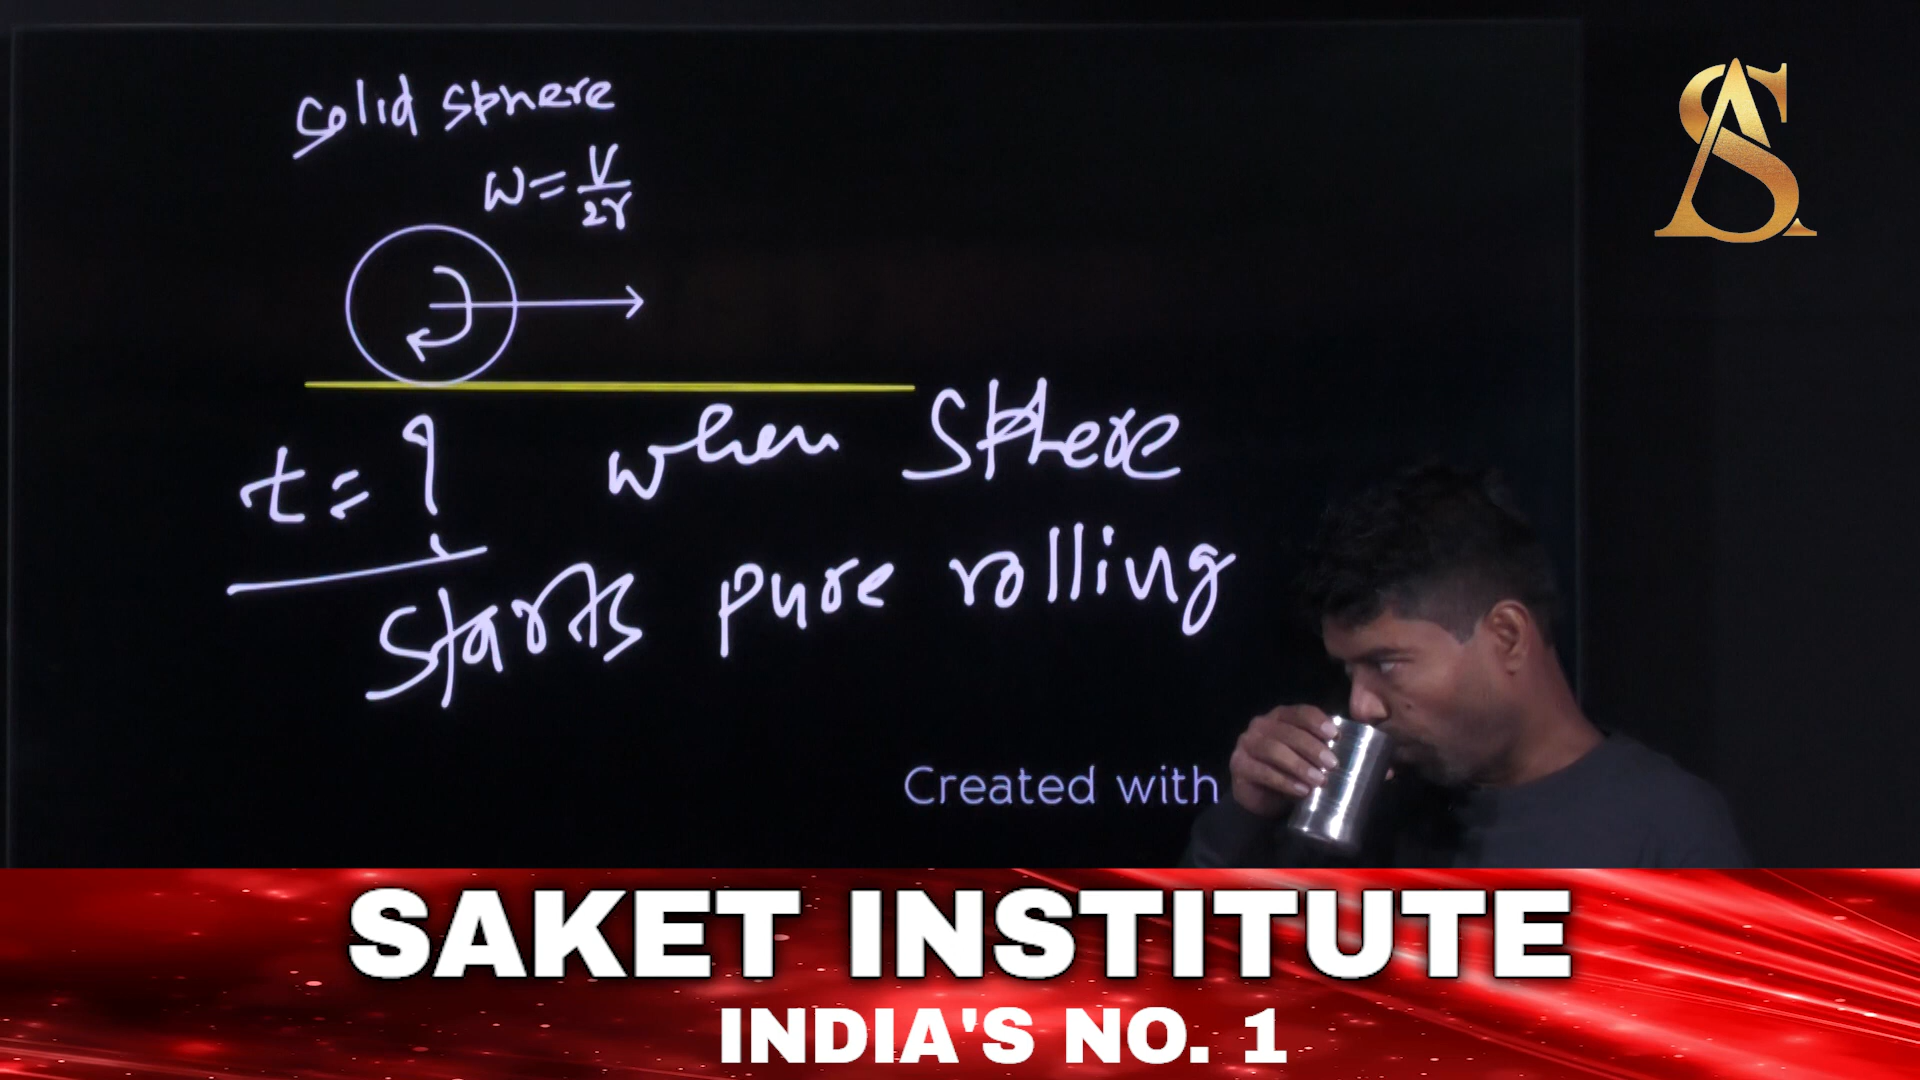 solid sphere
ω = V/2r
t = ? when sphere
starts pure rolling
Created with
SAKET INSTITUTE
INDIA'S NO. 1